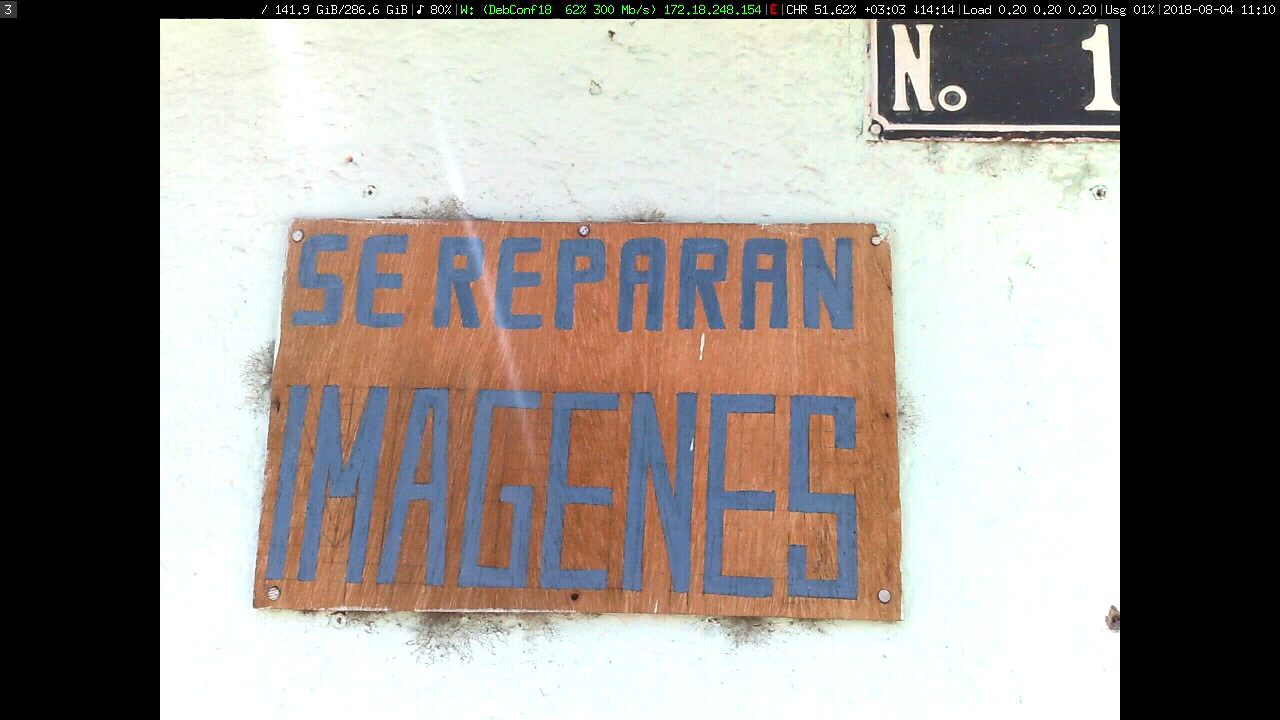 3
/ 141.9 GiB/286.6 GiB|♪ 80%|W: (DebConf18 62% 300 Mb/s) 172.18.248.154|E|CHR 51.62% +03:03 ↓14:14|Load 0.20 0.20 0.20|Usg 01%|2018-08-04 11:10
No 1
SE REPARAN
IMAGENES